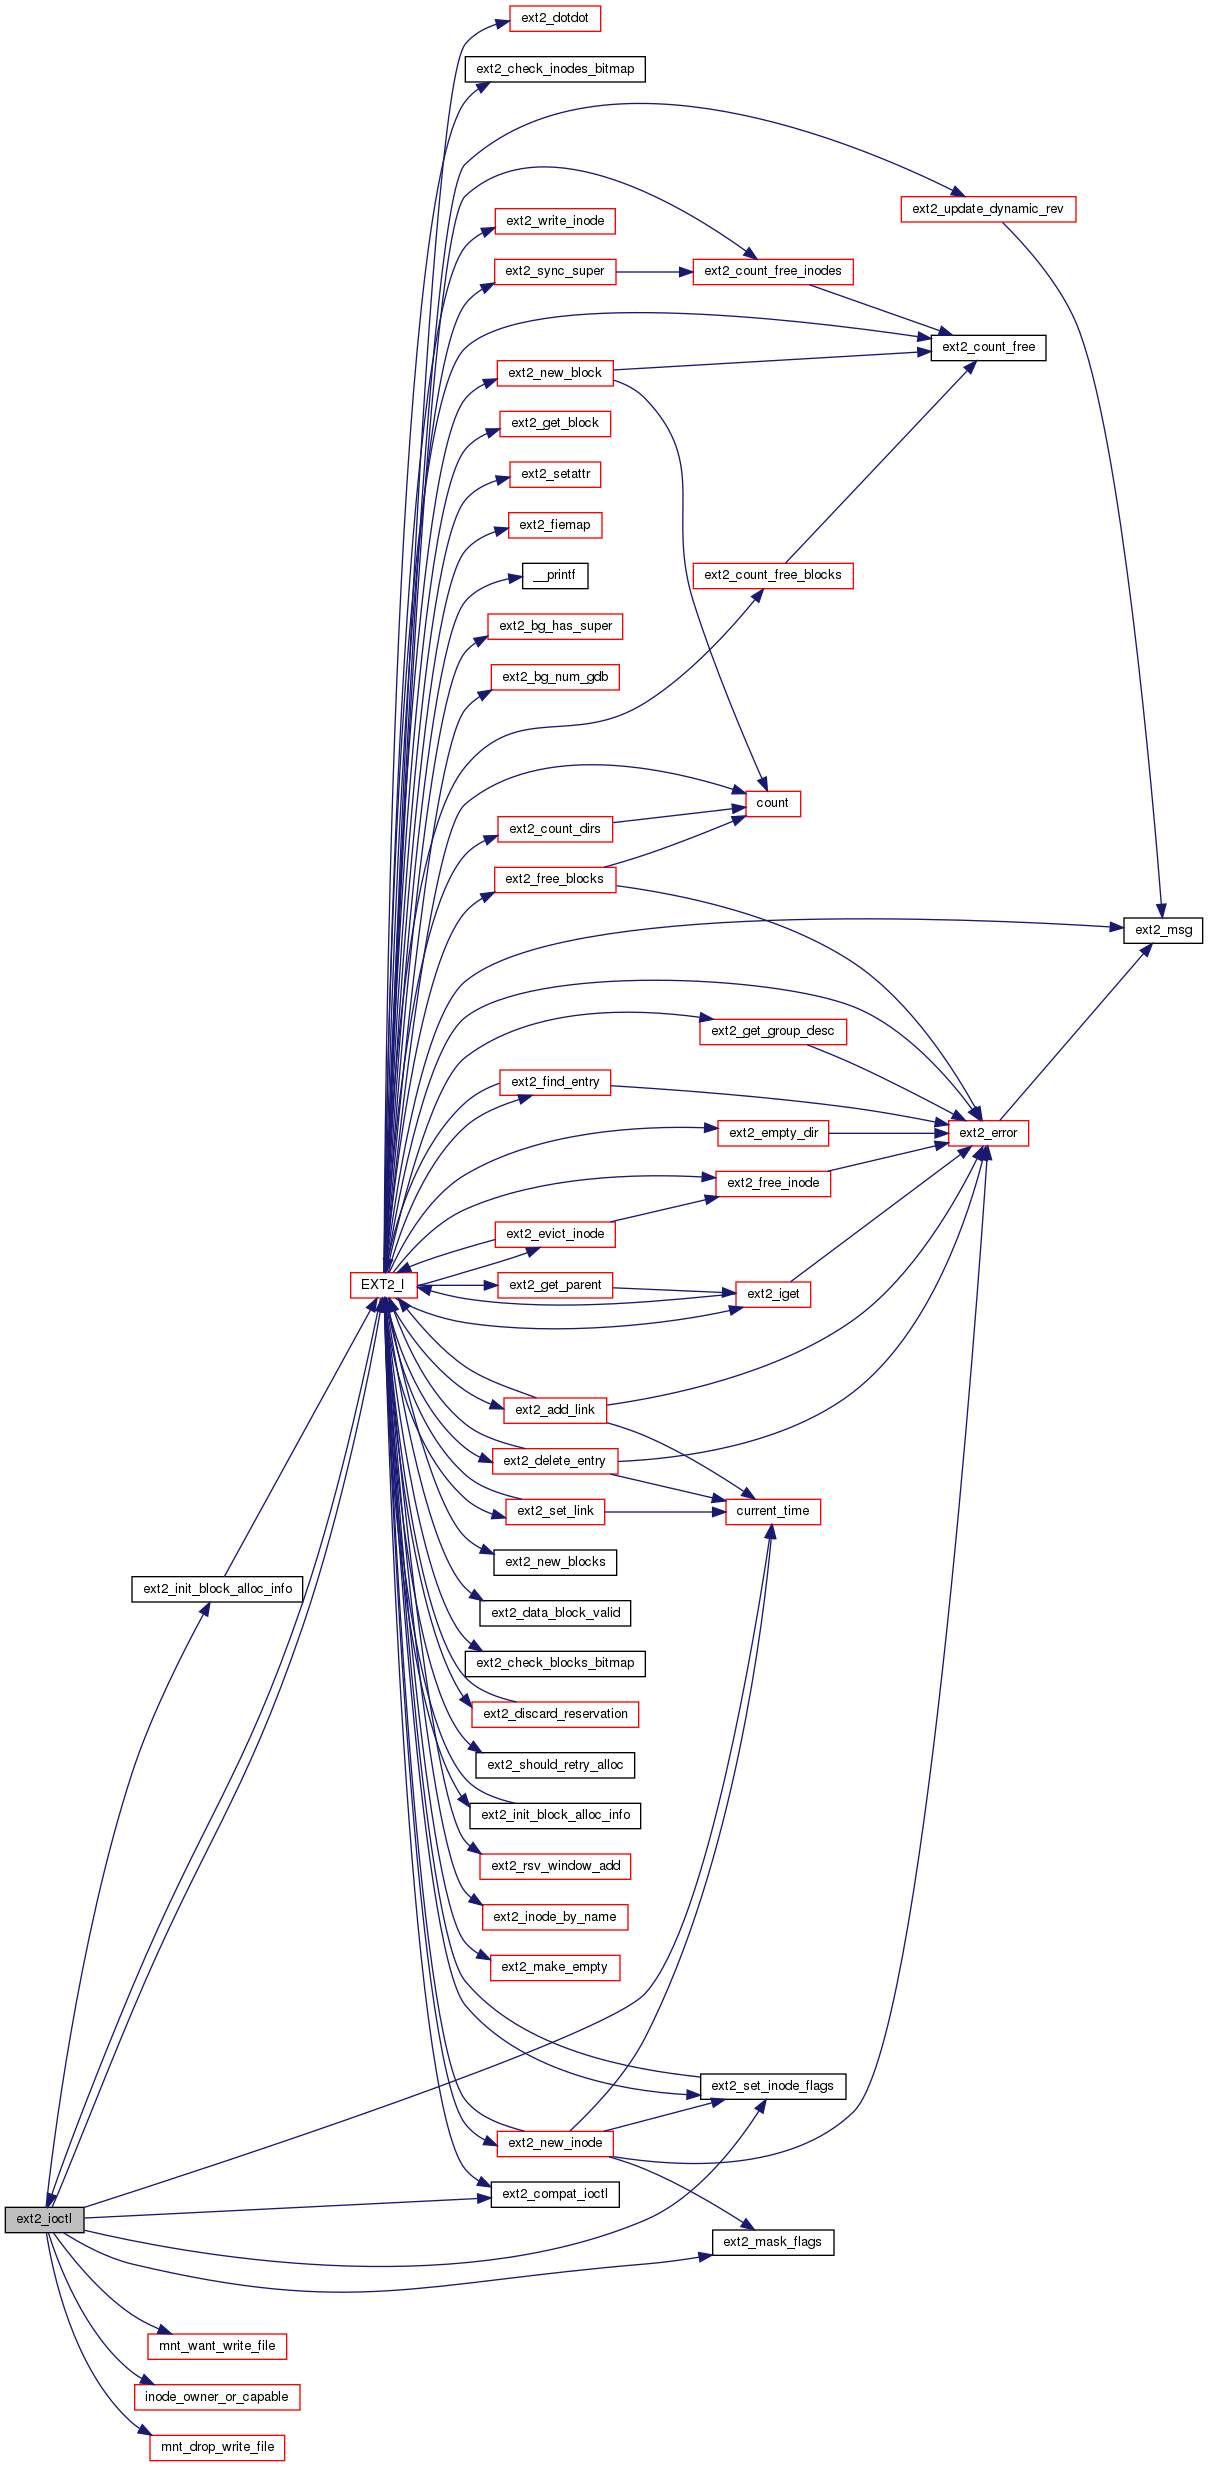 ext2_dotdot
ext2_check_inodes_bitmap
ext2_update_dynamic_rev
ext2_write_inode
ext2_sync_super
ext2_count_free_inodes
ext2_count_free
ext2_new_block
ext2_get_block
ext2_setattr
ext2_fiemap
__printf
ext2_count_free_blocks
ext2_bg_has_super
ext2_bg_num_gdb
count
ext2_count_dirs
ext2_free_blocks
ext2_msg
ext2_get_group_desc
ext2_find_entry
ext2_empty_dir
ext2_error
ext2_free_inode
ext2_evict_inode
EXT2_I
ext2_get_parent
ext2_iget
ext2_add_link
ext2_delete_entry
ext2_set_link
current_time
ext2_new_blocks
ext2_init_block_alloc_info
ext2_data_block_valid
ext2_check_blocks_bitmap
ext2_discard_reservation
ext2_should_retry_alloc
ext2_init_block_alloc_info
ext2_rsv_window_add
ext2_inode_by_name
ext2_make_empty
ext2_set_inode_flags
ext2_new_inode
ext2_compat_ioctl
ext2_ioctl
ext2_mask_flags
mnt_want_write_file
inode_owner_or_capable
mnt_drop_write_file